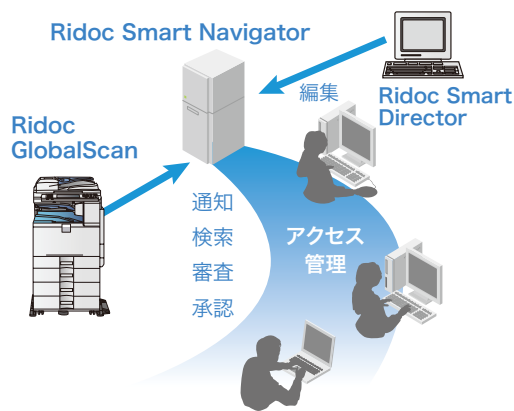 Ridoc Smart Navigator
編集
Ridoc Smart
Director
Ridoc
GlobalScan
通知
検索
審査
承認
アクセス
管理